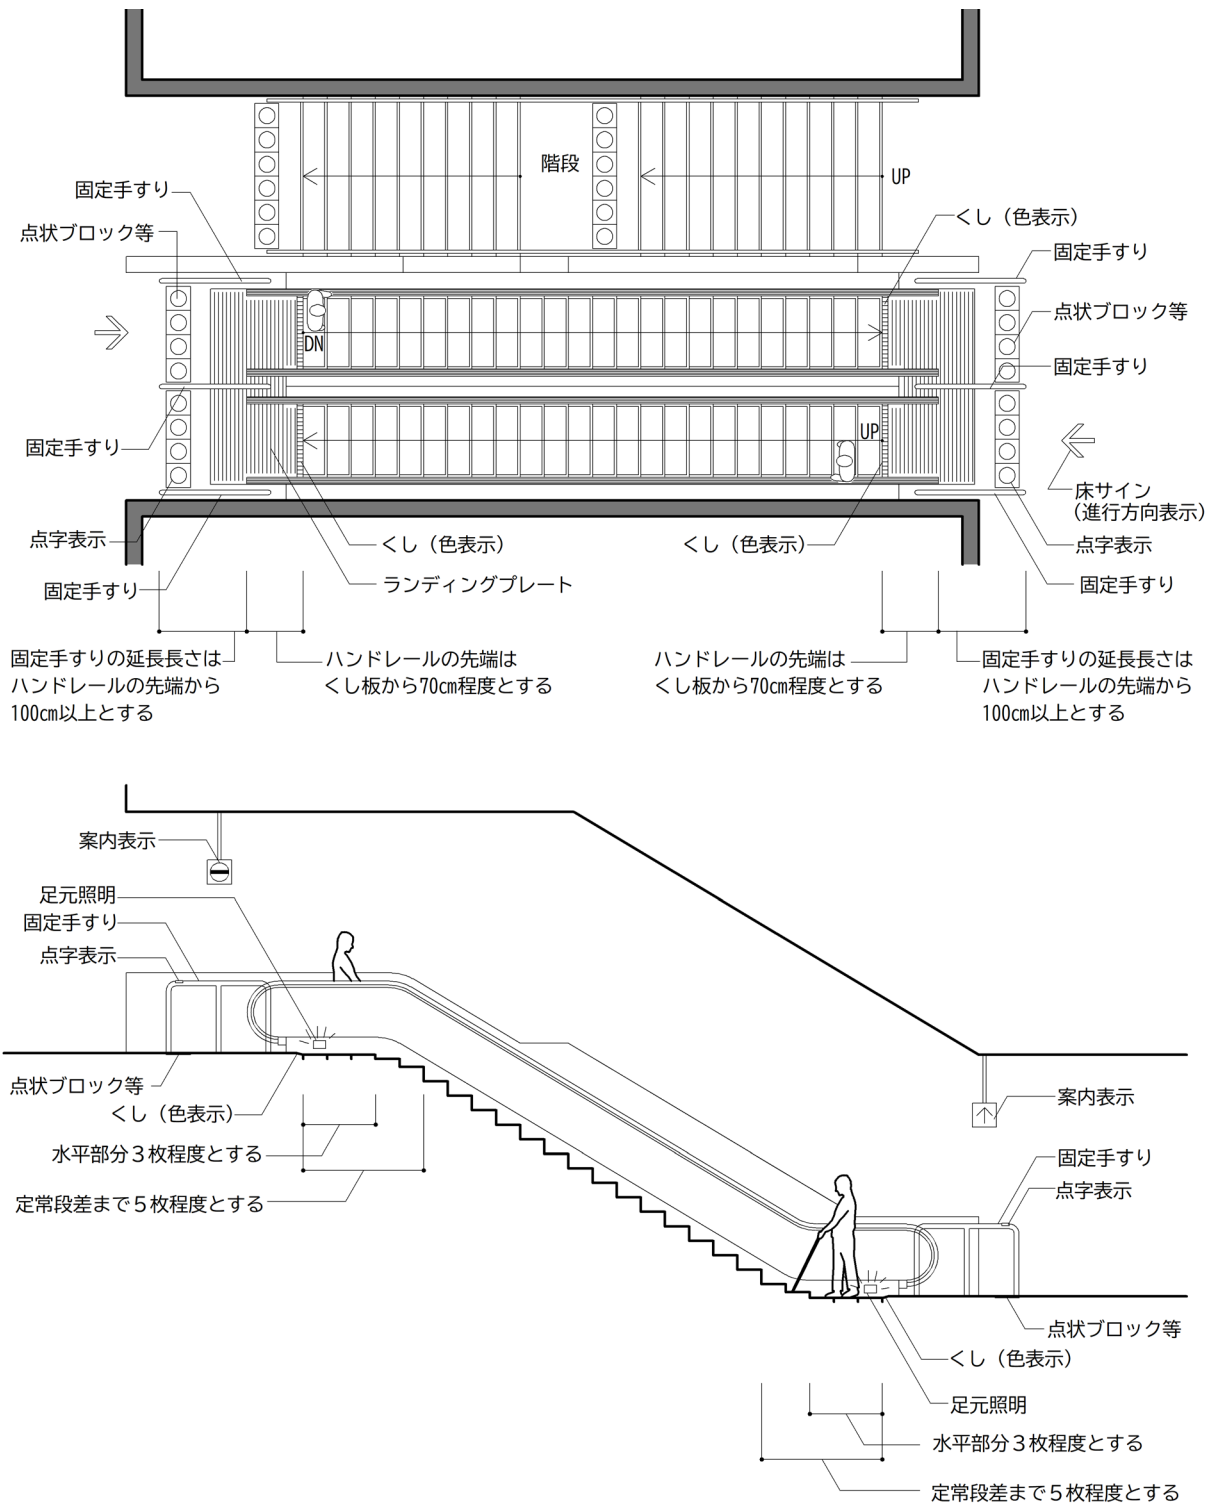 階段
UP
固定手すり
点状ブロック等
くし（色表示）
固定手すり
点状ブロック等
固定手すり
DN
UP
固定手すり
床サイン
（進行方向表示）
点字表示
くし（色表示）
くし（色表示）
点字表示
固定手すり
ランディングプレート
固定手すり
固定手すりの延長長さは
ハンドレールの先端から
100㎝以上とする
ハンドレールの先端は
くし板から70㎝程度とする
ハンドレールの先端は
くし板から70㎝程度とする
固定手すりの延長長さは
ハンドレールの先端から
100㎝以上とする
案内表示
足元照明
固定手すり
点字表示
点状ブロック等
くし（色表示）
水平部分３枚程度とする
定常段差まで５枚程度とする
案内表示
固定手すり
点字表示
点状ブロック等
くし（色表示）
足元照明
水平部分３枚程度とする
定常段差まで５枚程度とする